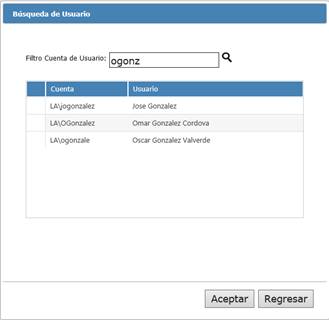 Búsqueda de Usuario
Filtro Cuenta de Usuario: ogonz
Cuenta Usuario
LA\jogonzalez Jose Gonzalez
LA\OGonzalez Omar Gonzalez Cordova
LA\ogonzale Oscar Gonzalez Valverde
Aceptar Regresar